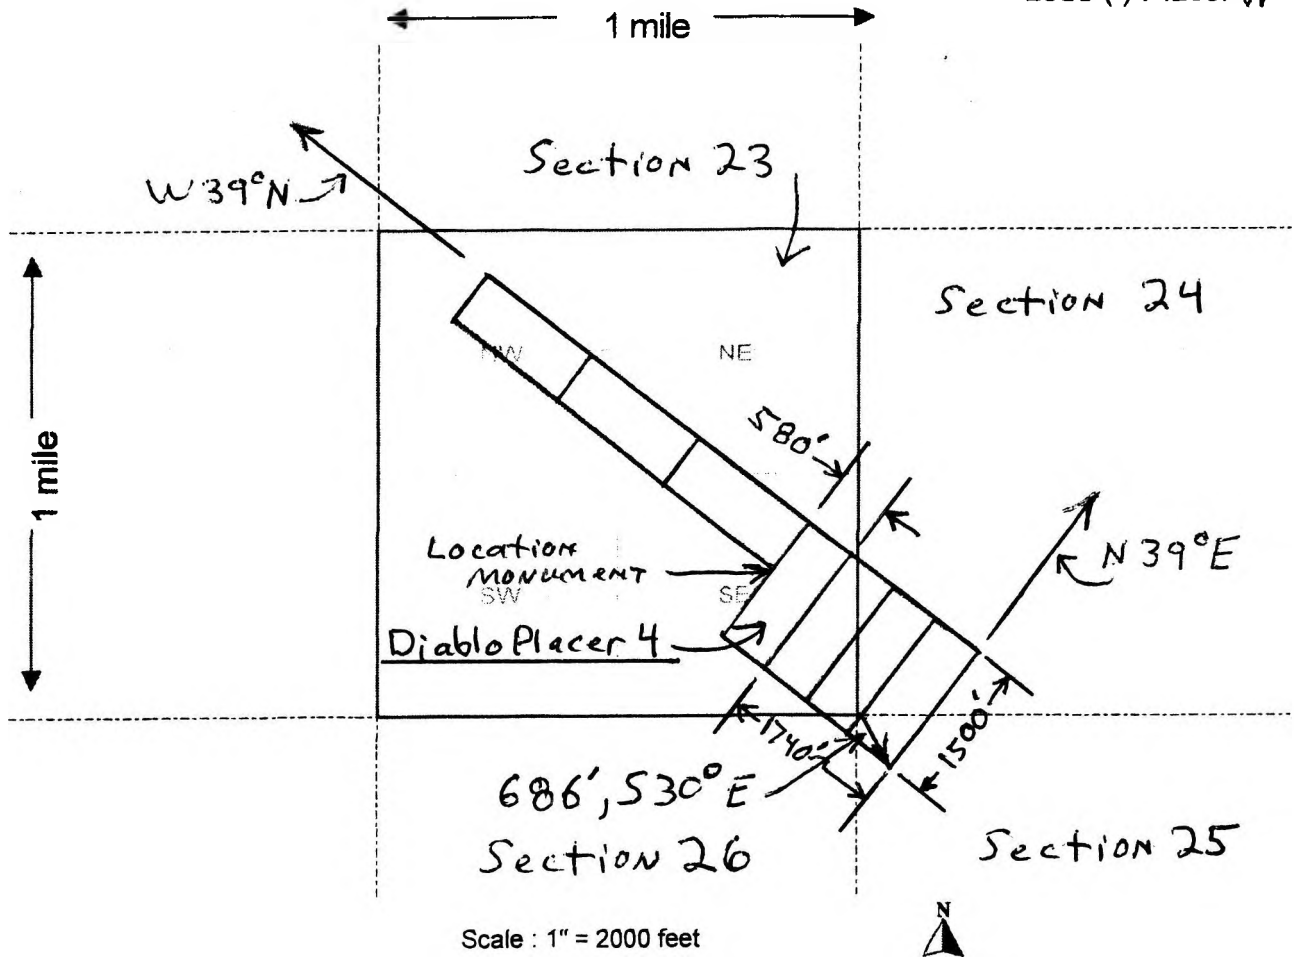 1 mile
Section 23
W 39°N
Section 24
1 mile
NW
NE
580'
Location
MONUMENT
N 39°E
SW
SE
Diablo Placer 4
1740'
1500'
686', S30°E
Section 26
Section 25
N
Scale : 1" = 2000 feet